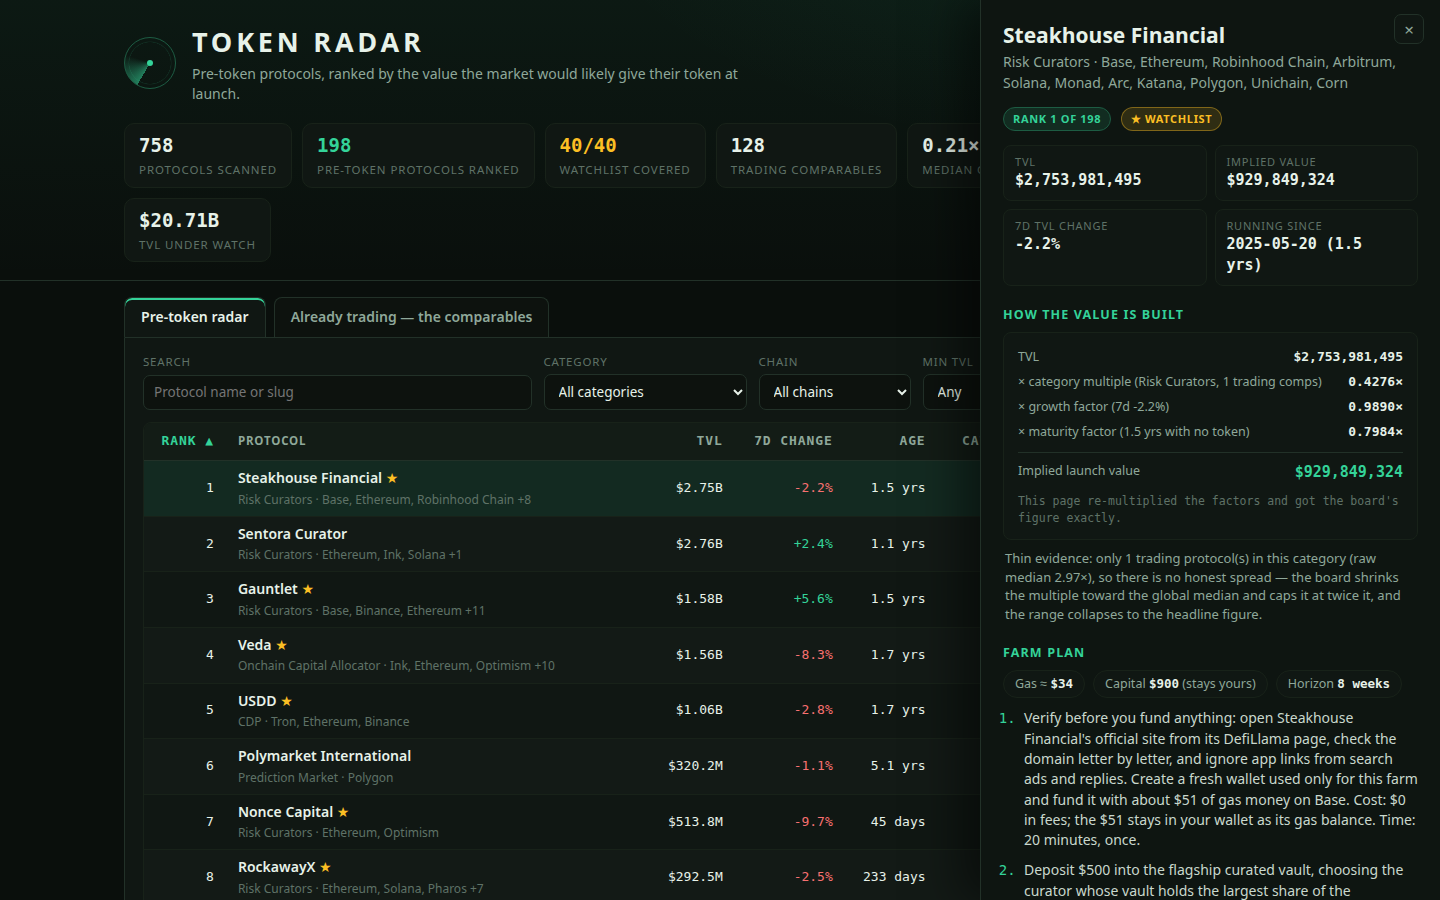 TOKEN RADAR
Pre-token protocols, ranked by the value the market would likely give their token at
launch.
758
PROTOCOLS SCANNED
198
PRE-TOKEN PROTOCOLS RANKED
40/40
WATCHLIST COVERED
128
TRADING COMPARABLES
0.21×
MEDIAN
$20.71B
TVL UNDER WATCH
Pre-token radar
Already trading — the comparables
SEARCH
CATEGORY
CHAIN
MIN TVL
Protocol name or slug
All categories
All chains
Any
RANK ▲ PROTOCOL TVL 7D CHANGE AGE CA
1 Steakhouse Financial ★ $2.75B -2.2% 1.5 yrs
Risk Curators · Base, Ethereum, Robinhood Chain +8
2 Sentora Curator $2.76B +2.4% 1.1 yrs
Risk Curators · Ethereum, Ink, Solana +1
3 Gauntlet ★ $1.58B +5.6% 1.5 yrs
Risk Curators · Base, Binance, Ethereum +11
4 Veda ★ $1.56B -8.3% 1.7 yrs
Onchain Capital Allocator · Ink, Ethereum, Optimism +10
5 USDD ★ $1.06B -2.8% 1.7 yrs
CDP · Tron, Ethereum, Binance
6 Polymarket International $320.2M -1.1% 5.1 yrs
Prediction Market · Polygon
7 Nonce Capital ★ $513.8M -9.7% 45 days
Risk Curators · Ethereum, Optimism
8 RockawayX ★ $292.5M -2.5% 233 days
Risk Curators · Ethereum, Solana, Pharos +7
Steakhouse Financial
×
Risk Curators · Base, Ethereum, Robinhood Chain, Arbitrum,
Solana, Monad, Arc, Katana, Polygon, Unichain, Corn
RANK 1 OF 198
★ WATCHLIST
TVL
$2,753,981,495
IMPLIED VALUE
$929,849,324
7D TVL CHANGE
-2.2%
RUNNING SINCE
2025-05-20 (1.5
yrs)
HOW THE VALUE IS BUILT
TVL $2,753,981,495
× category multiple (Risk Curators, 1 trading comps) 0.4276×
× growth factor (7d -2.2%) 0.9890×
× maturity factor (1.5 yrs with no token) 0.7984×
Implied launch value $929,849,324
This page re-multiplied the factors and got the board's
figure exactly.
Thin evidence: only 1 trading protocol(s) in this category (raw
median 2.97×), so there is no honest spread — the board shrinks
the multiple toward the global median and caps it at twice it, and
the range collapses to the headline figure.
FARM PLAN
Gas ≈ $34
Capital $900 (stays yours)
Horizon 8 weeks
1. Verify before you fund anything: open Steakhouse
Financial's official site from its DefiLlama page, check the
domain letter by letter, and ignore app links from search
ads and replies. Create a fresh wallet used only for this farm
and fund it with about $51 of gas money on Base. Cost: $0
in fees; the $51 stays in your wallet as its gas balance. Time:
20 minutes, once.
2. Deposit $500 into the flagship curated vault, choosing the
curator whose vault holds the largest share of the